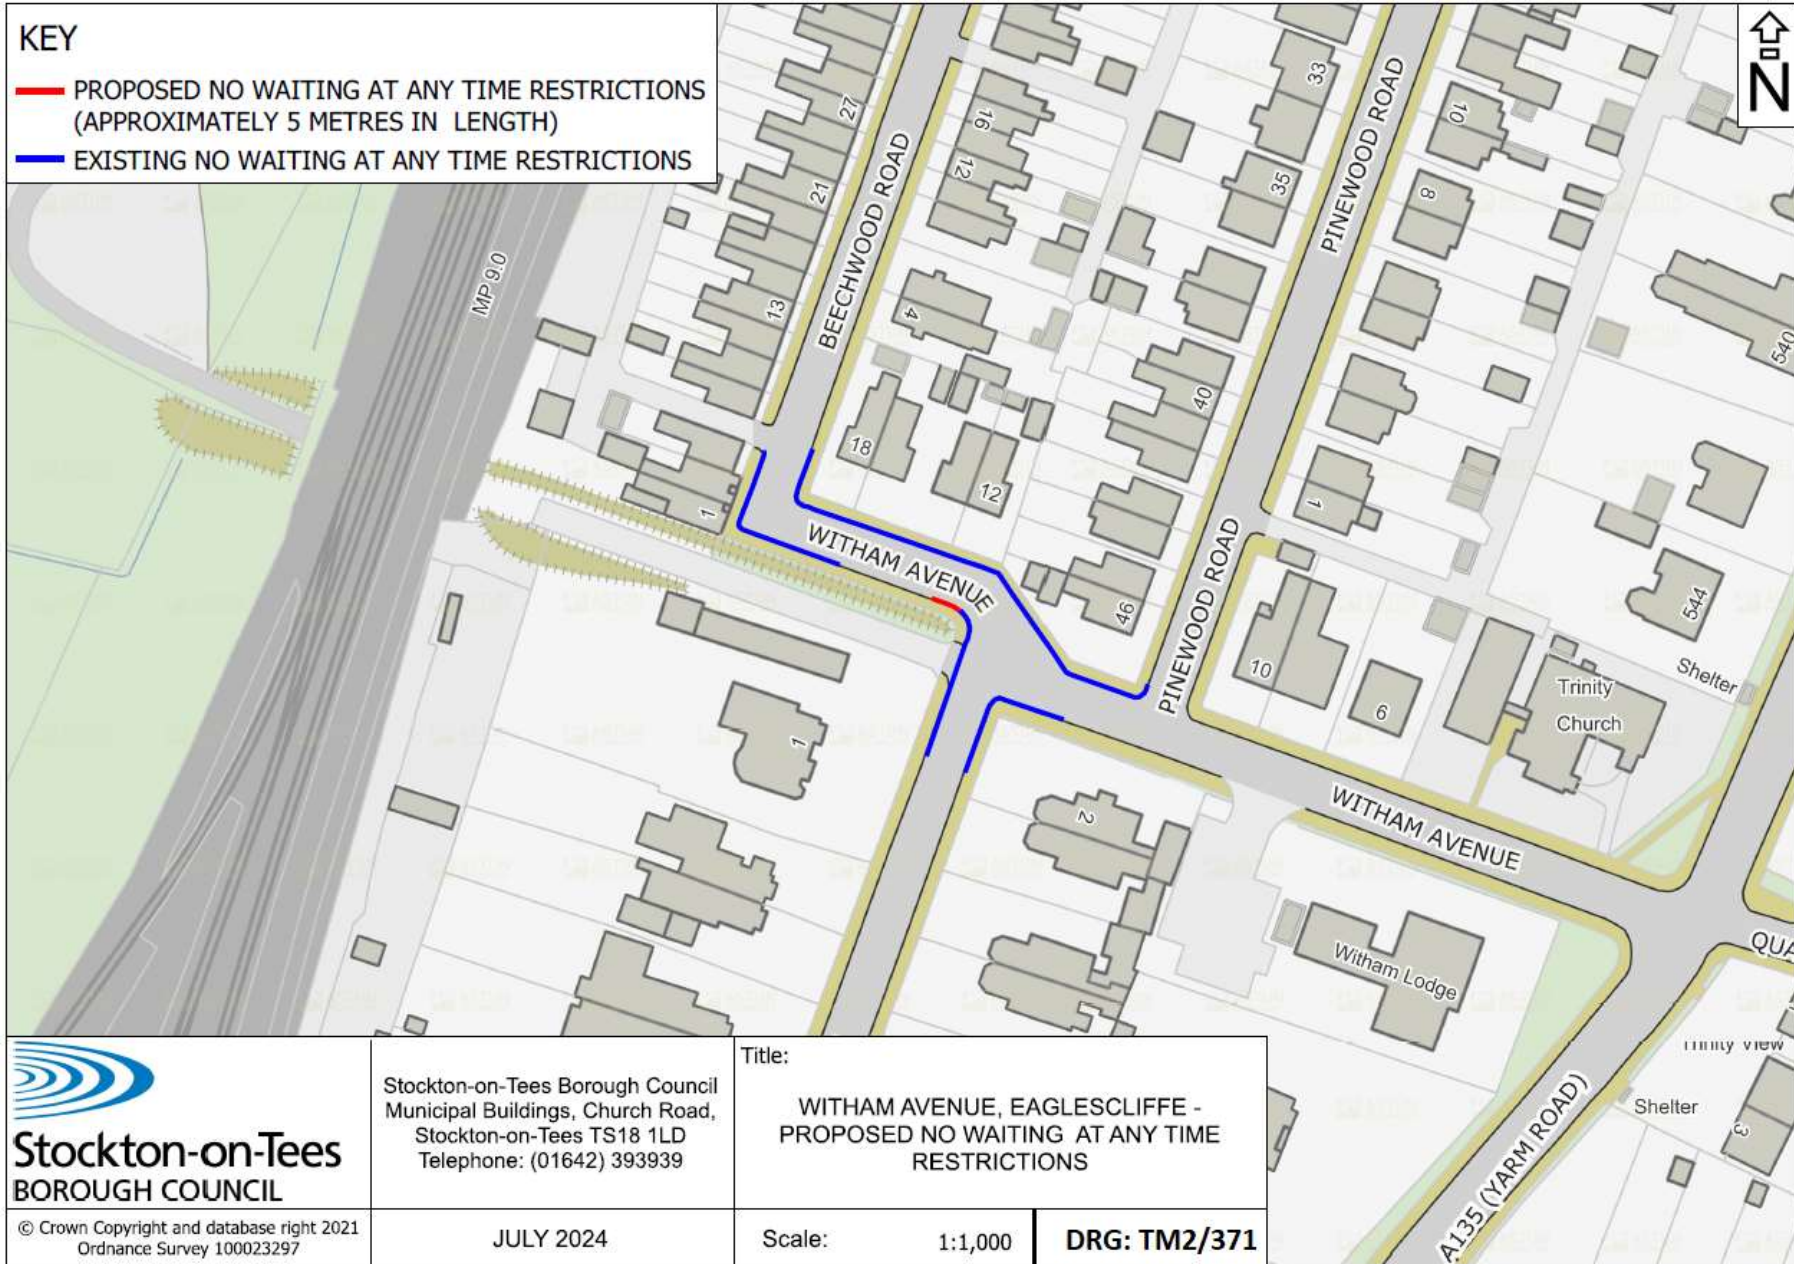 KEY
PROPOSED NO WAITING AT ANY TIME RESTRICTIONS
(APPROXIMATELY 5 METRES IN LENGTH)
EXISTING NO WAITING AT ANY TIME RESTRICTIONS
N
MP 9.0
27
21
13
BEECHWOOD ROAD
16
12
4
18
12
1
33
35
40
46
PINEWOOD ROAD
10
8
1
PINEWOOD ROAD
540
544
WITHAM AVENUE
10
6
Trinity
Church
Shelter
1
2
WITHAM AVENUE
Witham Lodge
QUA
Trinity View
Shelter
3
A135 (YARM ROAD)
Stockton-on-Tees
BOROUGH COUNCIL
© Crown Copyright and database right 2021
Ordnance Survey 100023297
Stockton-on-Tees Borough Council
Municipal Buildings, Church Road,
Stockton-on-Tees TS18 1LD
Telephone: (01642) 393939
JULY 2024
Title:
WITHAM AVENUE, EAGLESCLIFFE -
PROPOSED NO WAITING AT ANY TIME
RESTRICTIONS
Scale:
1:1,000
DRG: TM2/371